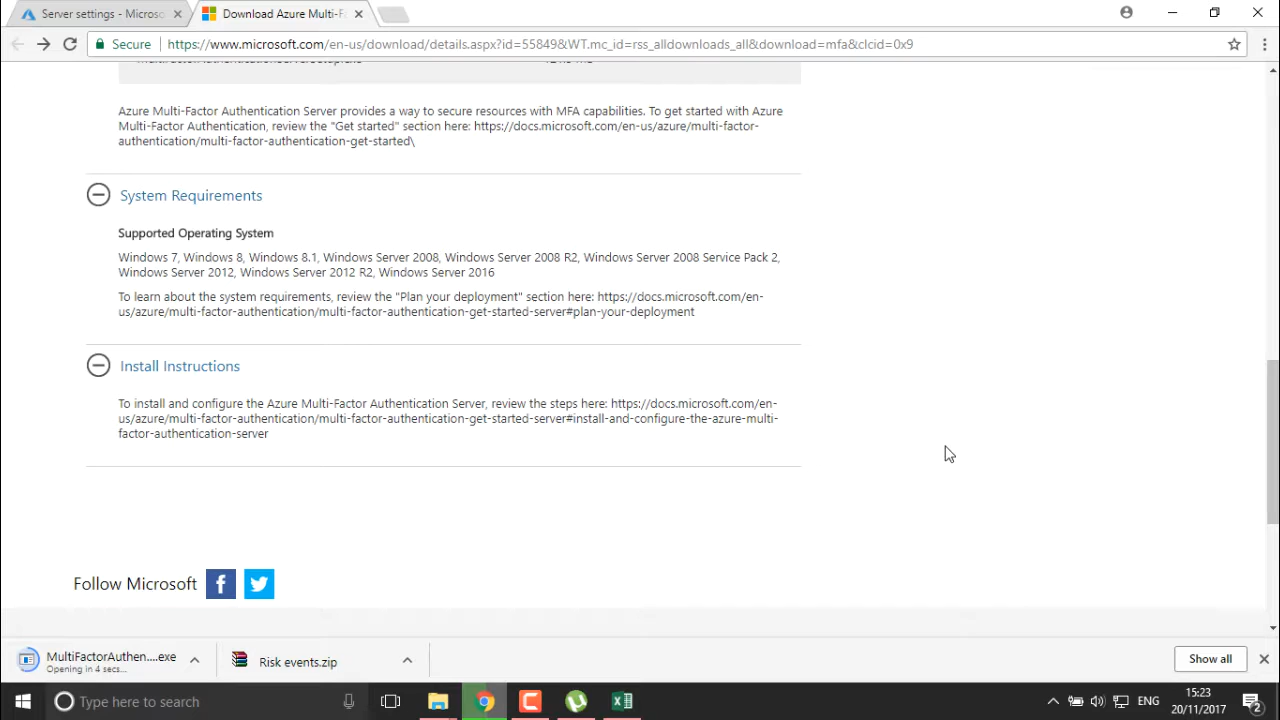 Server settings - Microso
Download Azure Multi-F
Secure
https://www.microsoft.com/en-us/download/details.aspx?id=55849&WT.mc_id=rss_alldownloads_all&download=mfa&clcid=0x9
Azure Multi-Factor Authentication Server provides a way to secure resources with MFA capabilities. To get started with Azure
Multi-Factor Authentication, review the "Get started" section here: https://docs.microsoft.com/en-us/azure/multi-factor-
authentication/multi-factor-authentication-get-started\
System Requirements
Supported Operating System
Windows 7, Windows 8, Windows 8.1, Windows Server 2008, Windows Server 2008 R2, Windows Server 2008 Service Pack 2,
Windows Server 2012, Windows Server 2012 R2, Windows Server 2016
To learn about the system requirements, review the "Plan your deployment" section here: https://docs.microsoft.com/en-
us/azure/multi-factor-authentication/multi-factor-authentication-get-started-server#plan-your-deployment
Install Instructions
To install and configure the Azure Multi-Factor Authentication Server, review the steps here: https://docs.microsoft.com/en-
us/azure/multi-factor-authentication/multi-factor-authentication-get-started-server#install-and-configure-the-azure-multi-
factor-authentication-server
Follow Microsoft
MultiFactorAuthen....exe
Opening in 4 secs...
Risk events.zip
Show all
Type here to search
ENG
15:23
20/11/2017
2